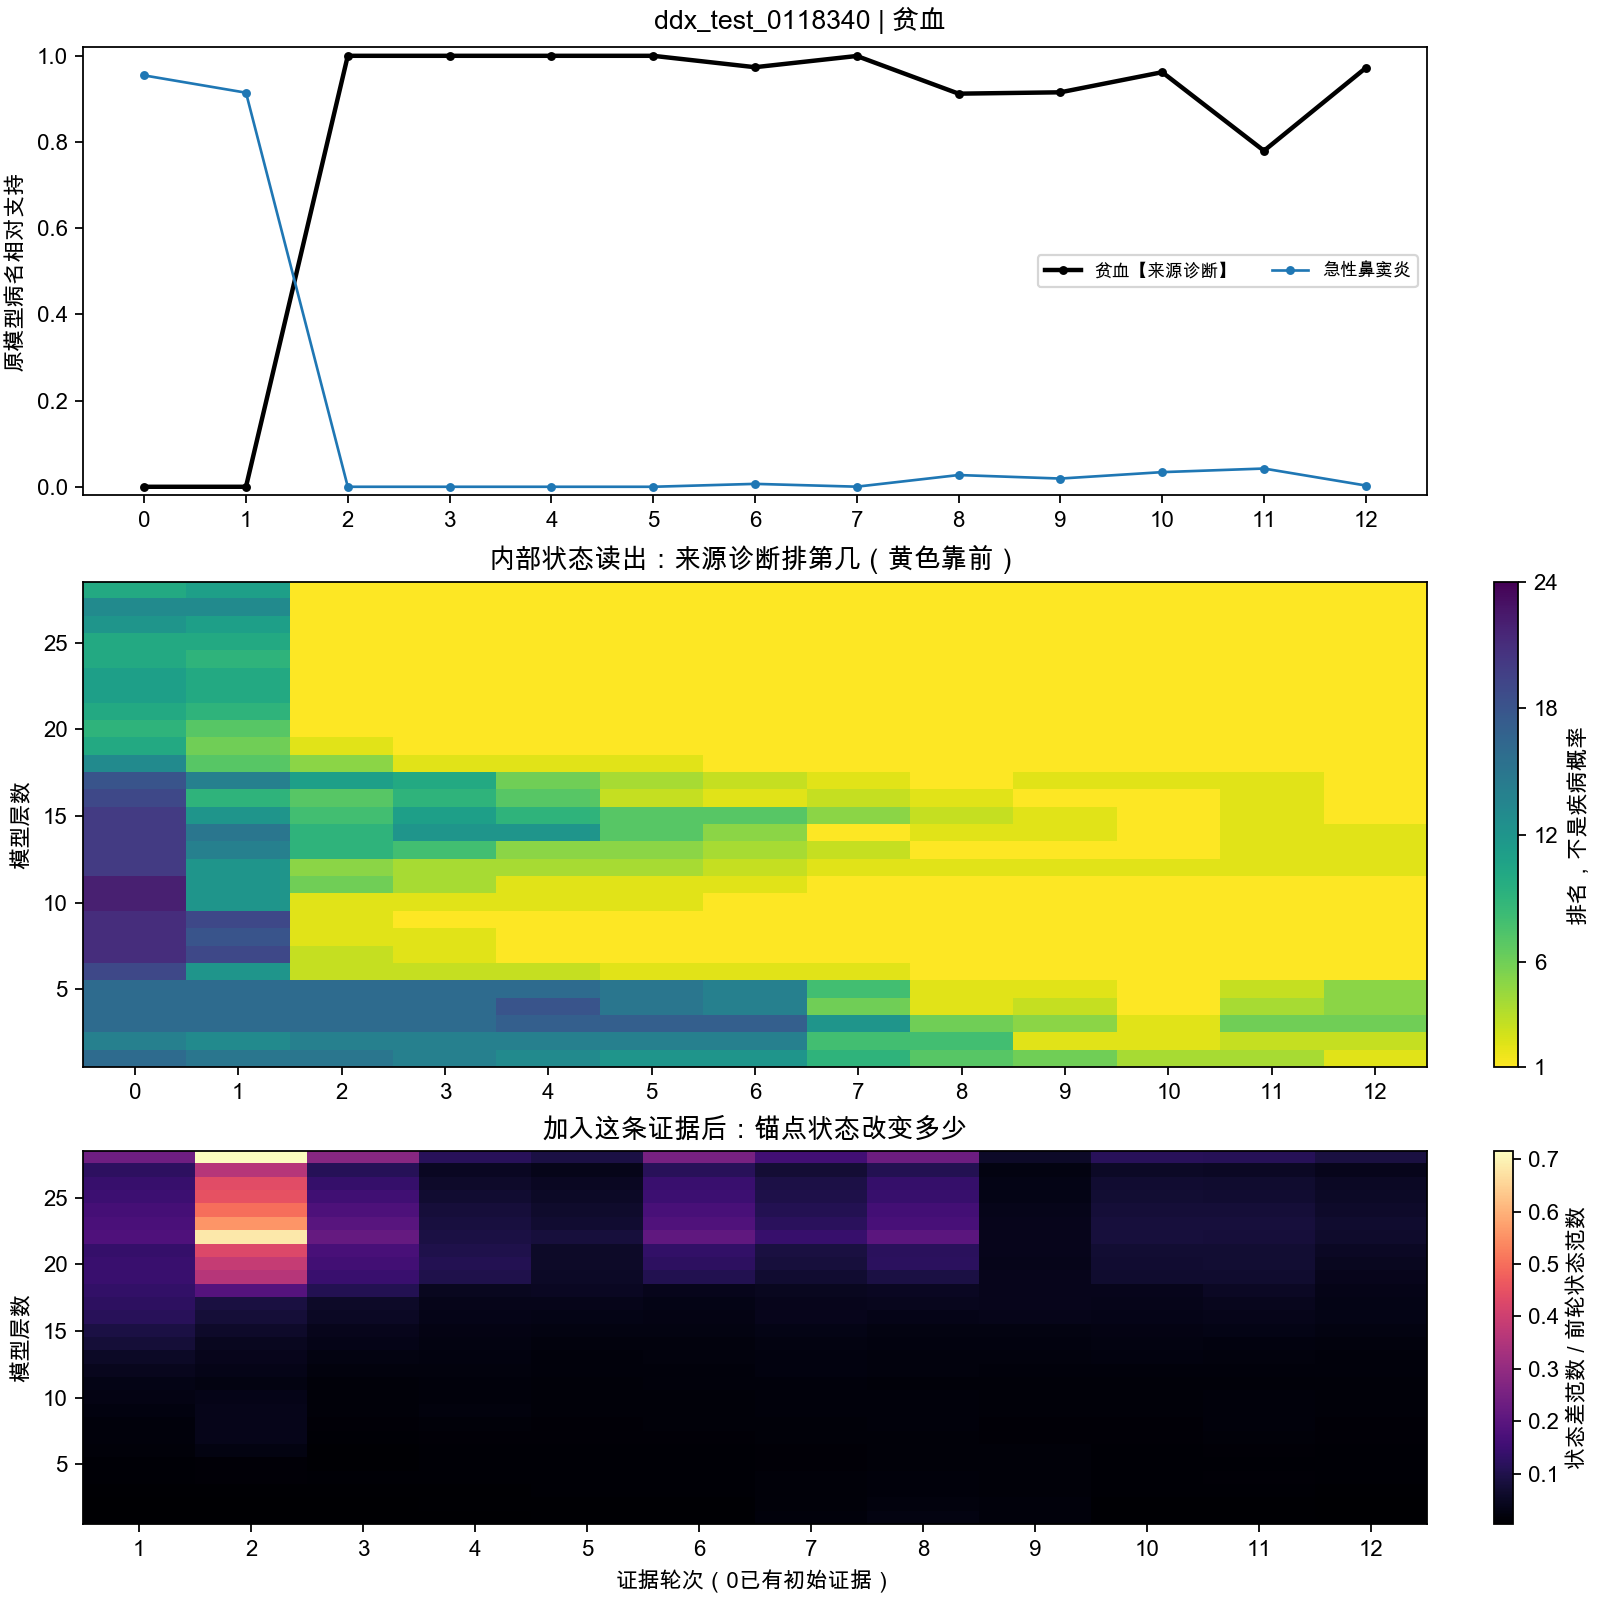 ddx_test_0118340 | 贫血
原模型病名相对支持
1.0
0.8
0.6
0.4
0.2
0.0
贫血【来源诊断】 急性鼻窦炎
0 1 2 3 4 5 6 7 8 9 10 11 12
内部状态读出：来源诊断排第几（黄色靠前）
模型层数
25
20
15
10
5
0 1 2 3 4 5 6 7 8 9 10 11 12
24
18
12
6
1
排名，不是疾病概率
加入这条证据后：锚点状态改变多少
模型层数
25
20
15
10
5
1 2 3 4 5 6 7 8 9 10 11 12
证据轮次（0已有初始证据）
0.7
0.6
0.5
0.4
0.3
0.2
0.1
状态差范数 / 前轮状态范数